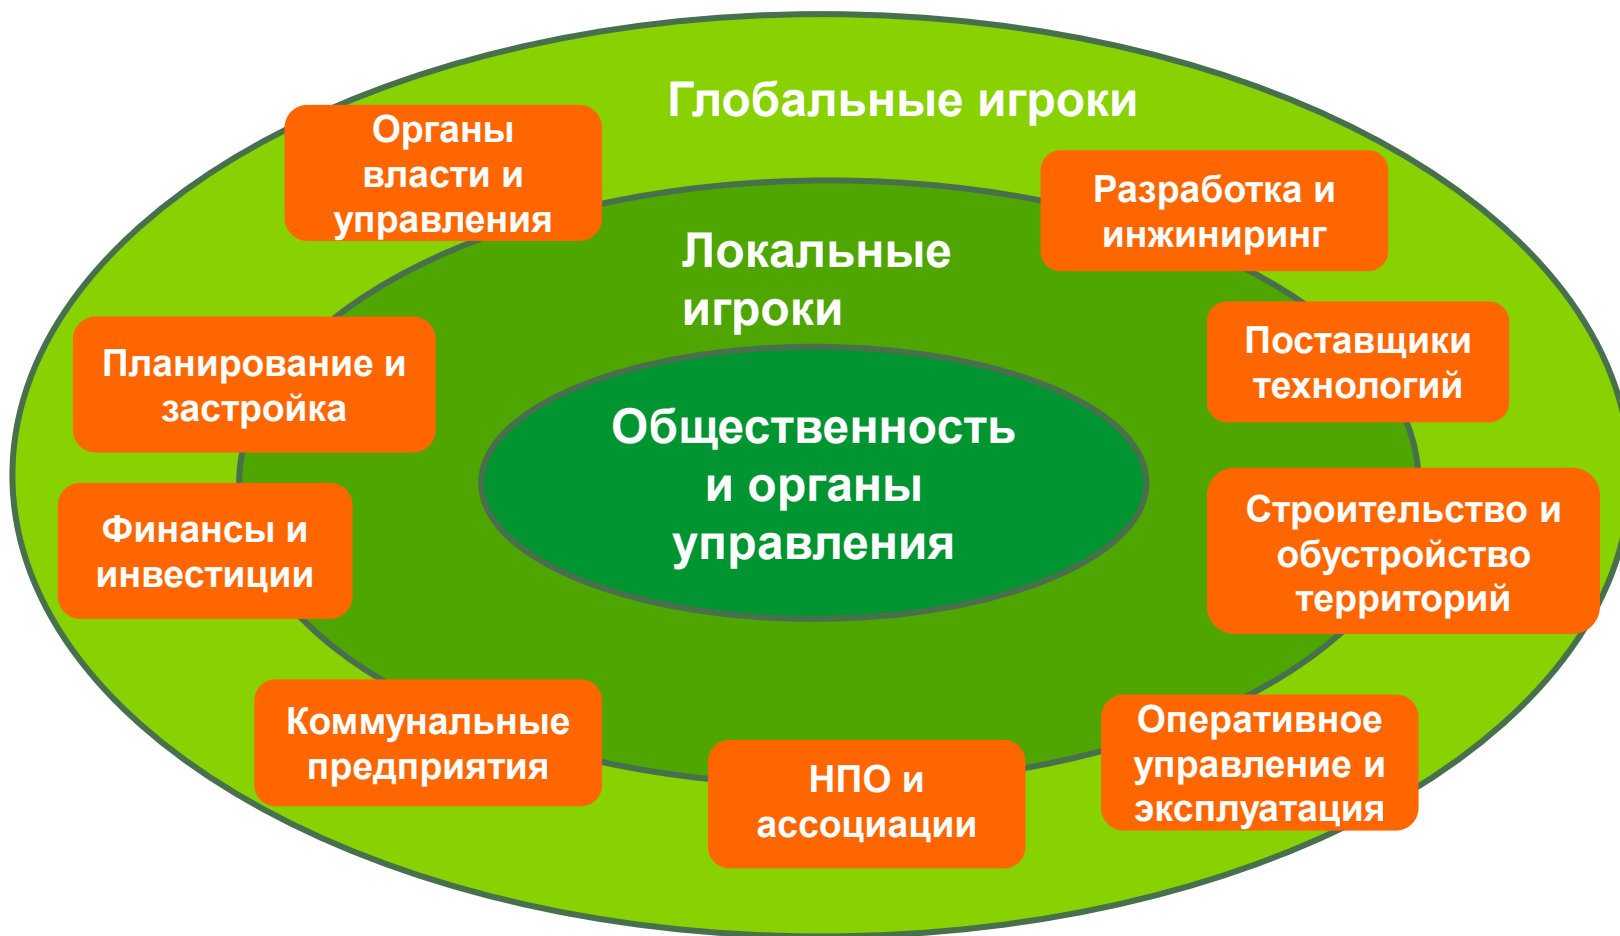 Глобальные игроки
Органы
власти и
управления
Разработка и
инжиниринг
Локальные
игроки
Поставщики
технологий
Планирование и
застройка
Общественность
и органы
управления
Строительство и
обустройство
территорий
Финансы и
инвестиции
Коммунальные
предприятия
НПО и
ассоциации
Оперативное
управление и
эксплуатация